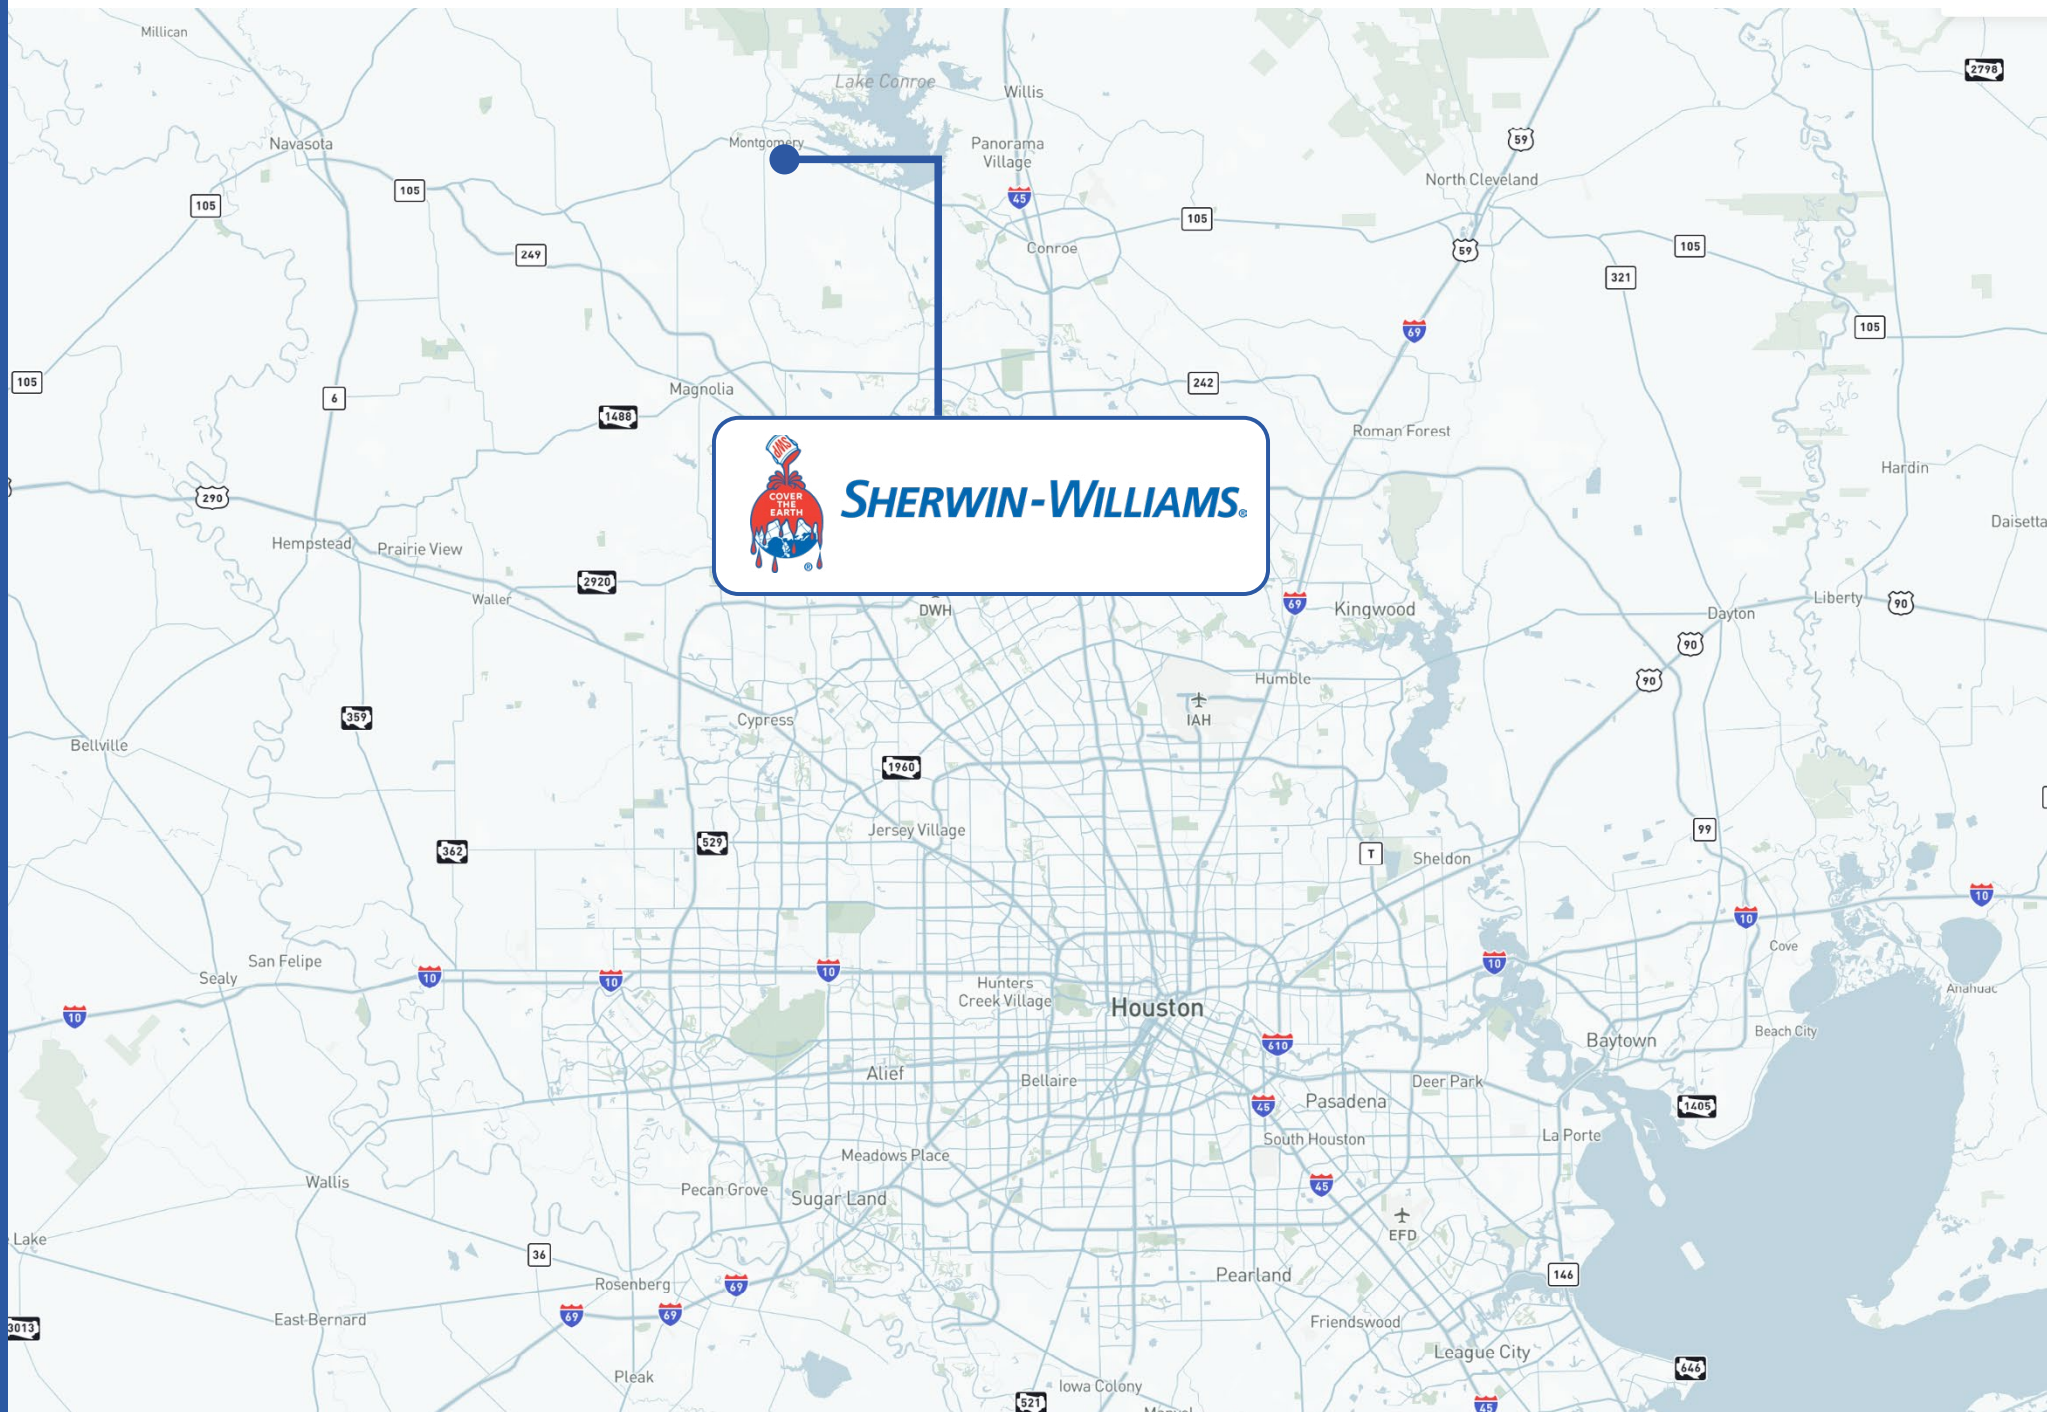 Millican
2798
Lake Conroe
Willis
59
Navasota
Montgomery
Panorama
Village
North Cleveland
105
105
45
105
249
Conroe
59
105
321
69
105
105
6
Magnolia
242
1488
Roman Forest
SWP
COVER
THE
EARTH
®
SHERWIN-WILLIAMS®
Hardin
290
Daisetta
Hempstead
Prairie View
2920
Waller
DWH
69
Kingwood
Dayton
Liberty
90
90
90
Humble
IAH
359
Cypress
Bellville
1960
Jersey Village
529
362
99
T
Sheldon
10
10
Cove
San Felipe
Sealy
10
10
10
10
Hunters
Creek Village
Anahuac
10
Houston
610
Baytown
Beach City
Alief
Bellaire
Deer Park
45
Pasadena
1405
South Houston
La Porte
Meadows Place
Wallis
Pecan Grove
Sugar Land
45
EFD
Lake
36
Rosenberg
69
Pearland
146
69
69
East Bernard
3013
Friendswood
League City
646
Pleak
Iowa Colony
521
45